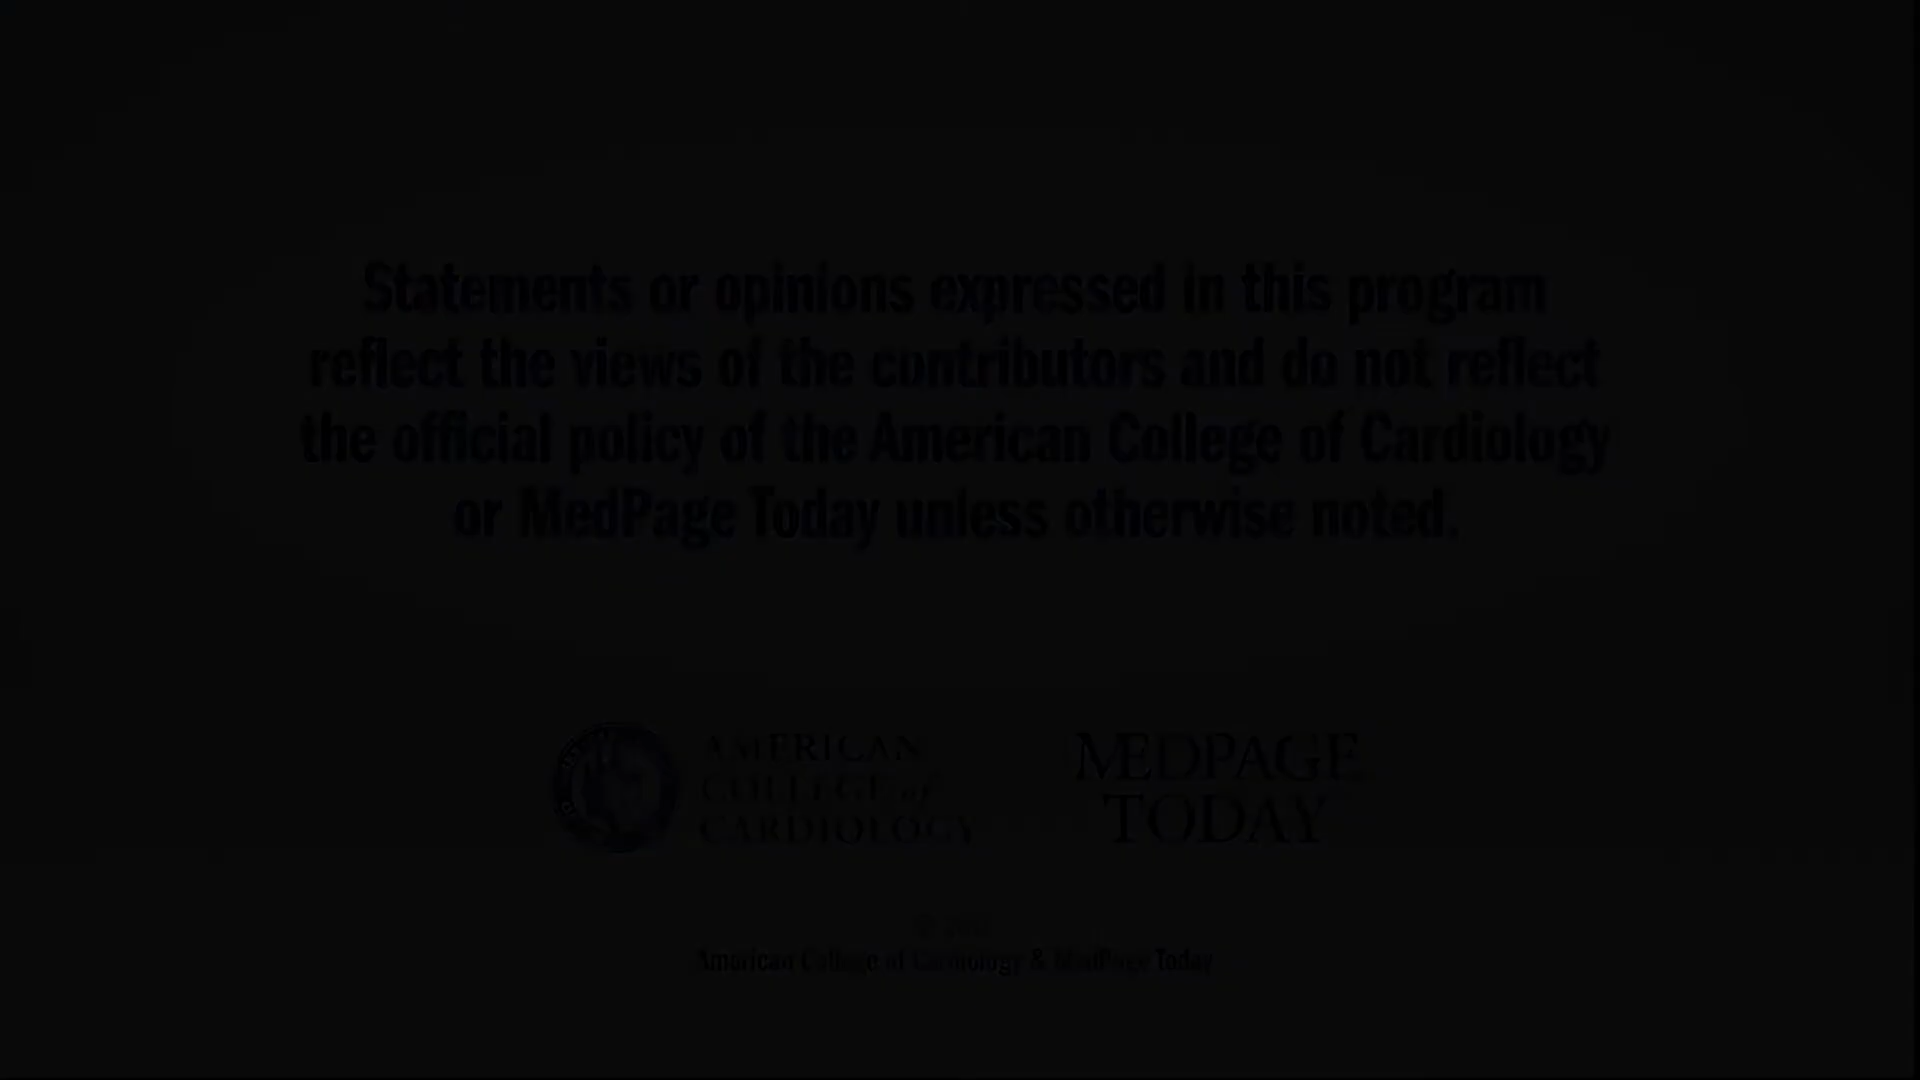 Statements or opinions expressed in this program
reflect the views of the contributors and do not reflect
the official policy of the American College of Cardiology
or MedPage Today unless otherwise noted.
AMERICAN
COLLEGE of
CARDIOLOGY
MEDPAGE
TODAY
©
American College of Cardiology & MedPage Today